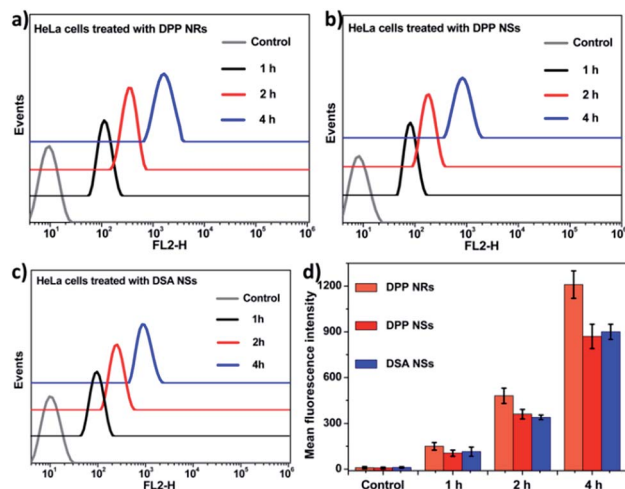 a)
HeLa cells treated with DPP NRs
Control
1 h
2 h
4 h
Events
10¹ 10² 10³ 10⁴ 10⁵ 10⁶
FL2-H
b)
HeLa cells treated with DPP NSs
Control
1 h
2 h
4 h
Events
10¹ 10² 10³ 10⁴ 10⁵ 10⁶
FL2-H
c)
HeLa cells treated with DSA NSs
Control
1h
2h
4h
Events
10¹ 10² 10³ 10⁴ 10⁵ 10⁶
FL2-H
d)
DPP NRs
DPP NSs
DSA NSs
Mean fluorescence intensity
1200
900
600
300
0
Control 1 h 2 h 4 h